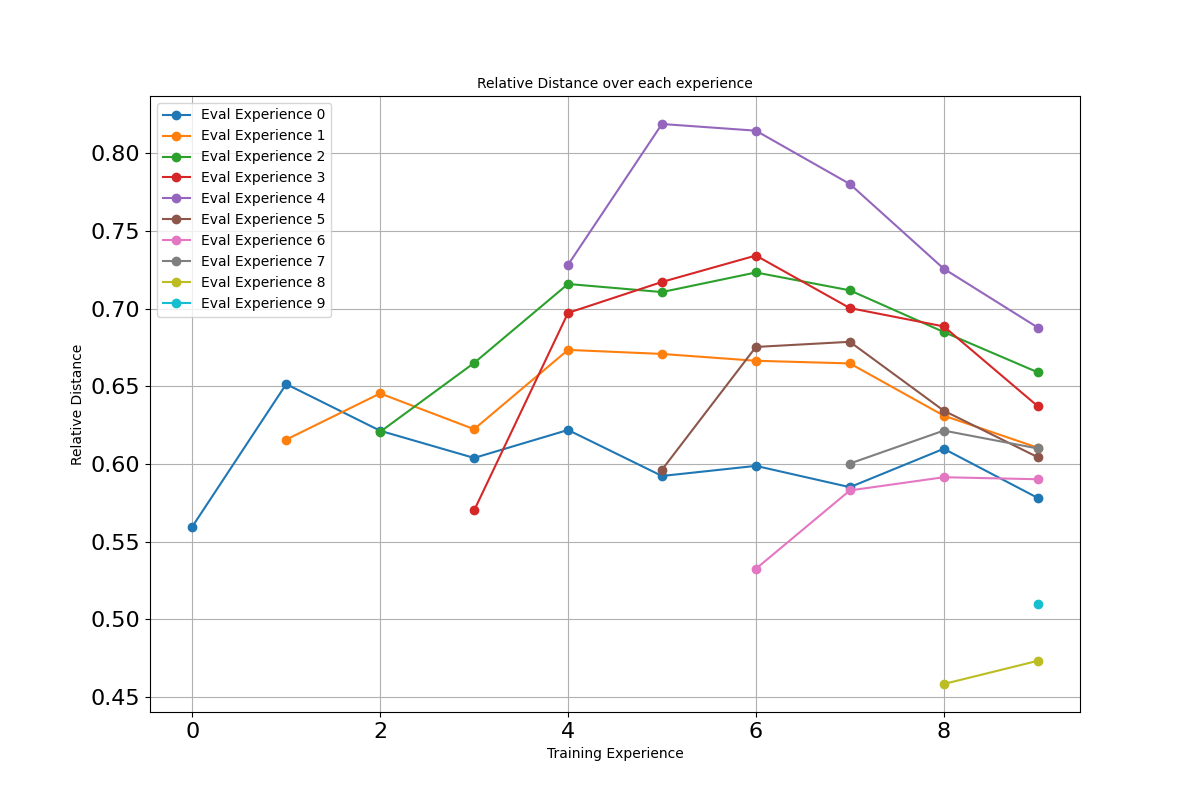 Relative Distance over each experience
Eval Experience 0
Eval Experience 1
Eval Experience 2
Eval Experience 3
Eval Experience 4
Eval Experience 5
Eval Experience 6
Eval Experience 7
Eval Experience 8
Eval Experience 9
0.80
0.75
0.70
0.65
0.60
0.55
0.50
0.45
Relative Distance
0 2 4 6 8
Training Experience